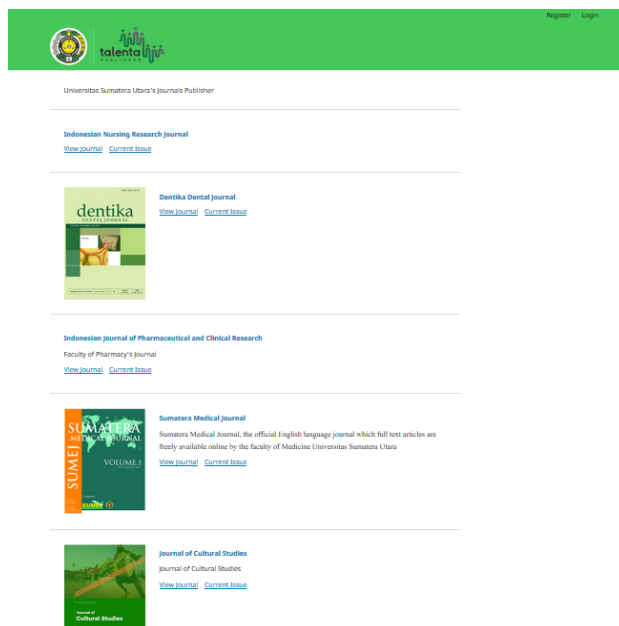 Register Login
talenta
PUBLISHER
Universitas Sumatera Utara's Journals Publisher
Indonesian Nursing Research Journal
View Journal Current Issue
dentika
DENTAL JOURNAL
Dentika Dental Journal
View Journal Current Issue
Indonesian Journal of Pharmaceutical and Clinical Research
Faculty of Pharmacy's Journal
View Journal Current Issue
SUMATERA
MEDICAL JOURNAL
VOLUME.1
SUMEJ
SUMEJ
Sumatera Medical Journal
Sumatera Medical Journal, the official English language journal which full text articles are
freely available online by the faculty of Medicine Universitas Sumatera Utara
View Journal Current Issue
Journal of
Cultural Studies
Journal of Cultural Studies
Journal of Cultural Studies
View Journal Current Issue